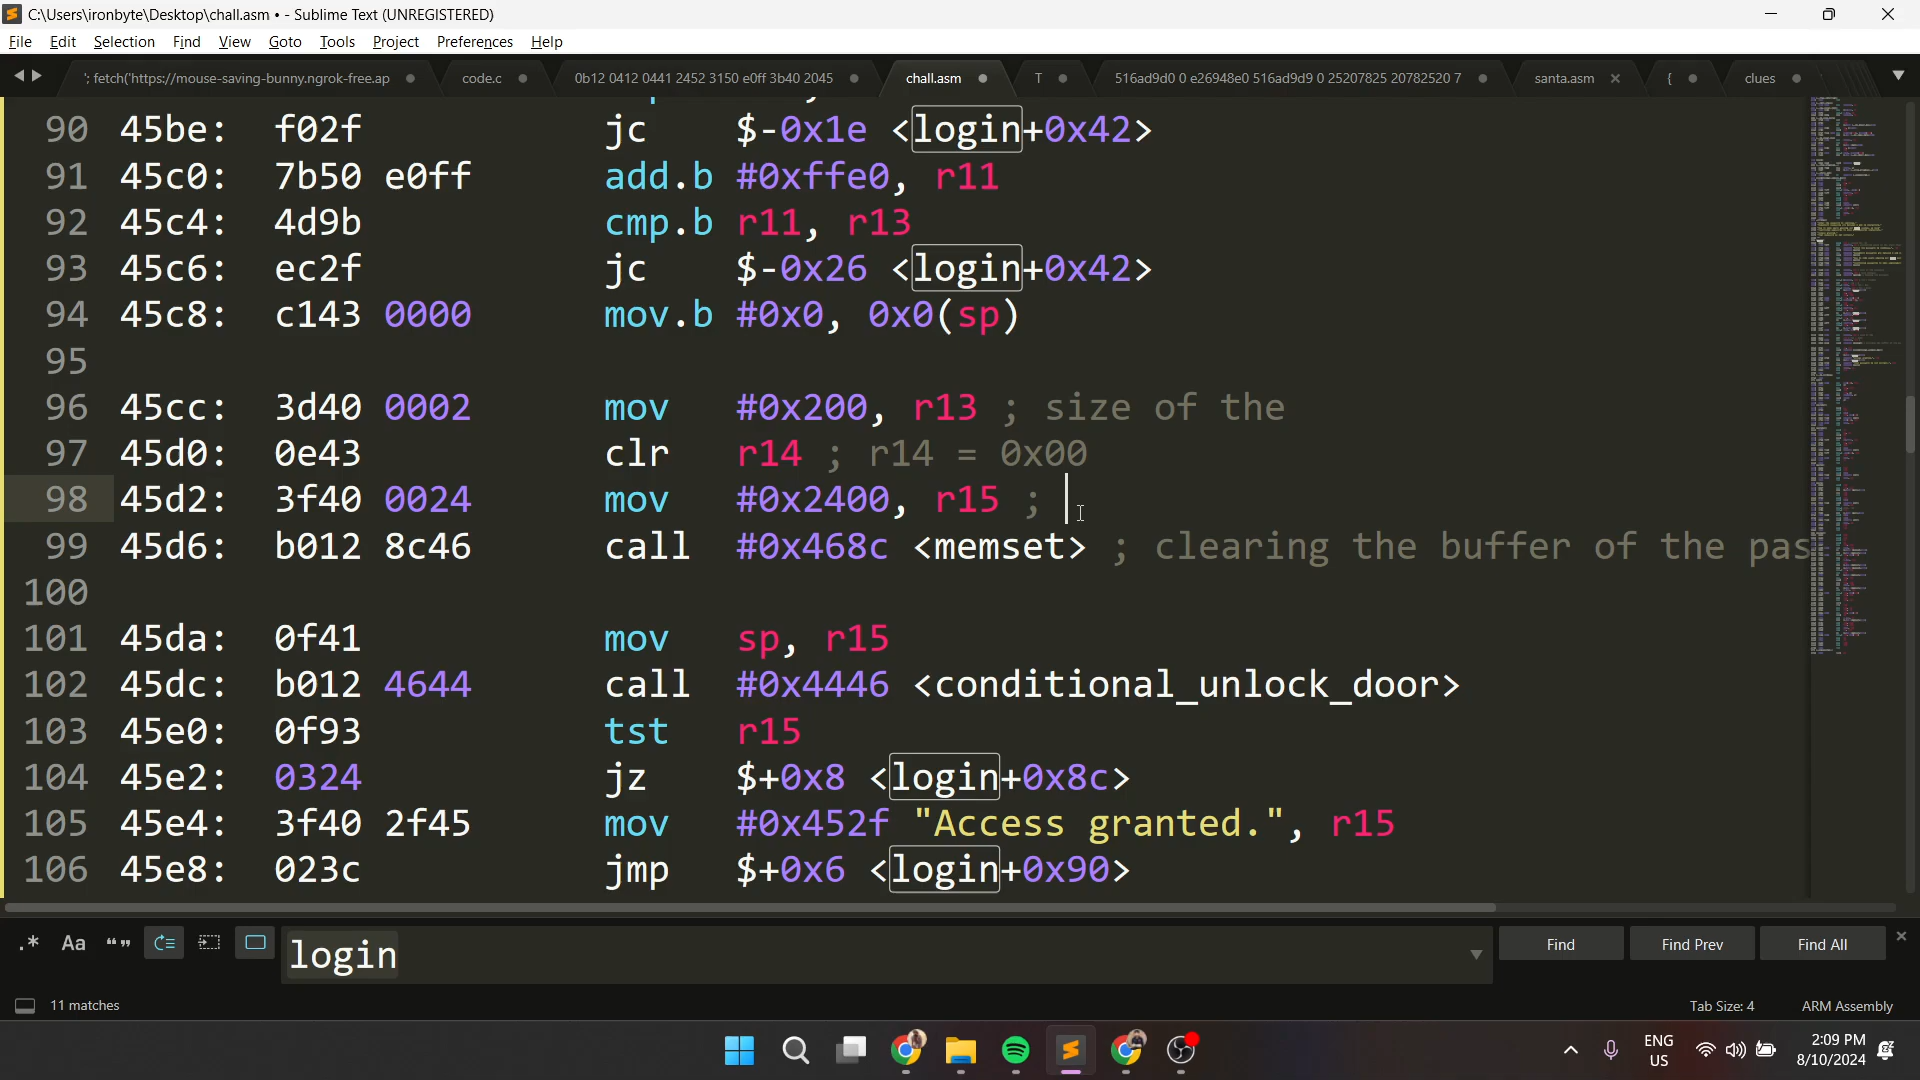 C:\Users\ironbyte\Desktop\chall.asm • - Sublime Text (UNREGISTERED)
File Edit Selection Find View Goto Tools Project Preferences Help
'; fetch('https://mouse-saving-bunny.ngrok-free.ap code.c 0b12 0412 0441 2452 3150 e0ff 3b40 2045 chall.asm T 516ad9d0 0 e26948e0 516ad9d9 0 25207825 20782520 7 santa.asm { clues
90 45be: f02f jc $-0x1e <login+0x42>
91 45c0: 7b50 e0ff add.b #0xffe0, r11
92 45c4: 4d9b cmp.b r11, r13
93 45c6: ec2f jc $-0x26 <login+0x42>
94 45c8: c143 0000 mov.b #0x0, 0x0(sp)
95
96 45cc: 3d40 0002 mov #0x200, r13 ; size of the
97 45d0: 0e43 clr r14 ; r14 = 0x00
98 45d2: 3f40 0024 mov #0x2400, r15 ;
99 45d6: b012 8c46 call #0x468c <memset> ; clearing the buffer of the pas
100
101 45da: 0f41 mov sp, r15
102 45dc: b012 4644 call #0x4446 <conditional_unlock_door>
103 45e0: 0f93 tst r15
104 45e2: 0324 jz $+0x8 <login+0x8c>
105 45e4: 3f40 2f45 mov #0x452f "Access granted.", r15
106 45e8: 023c jmp $+0x6 <login+0x90>
.* Aa “” login Find Find Prev Find All
11 matches Tab Size: 4 ARM Assembly
ENG
US
2:09 PM
8/10/2024